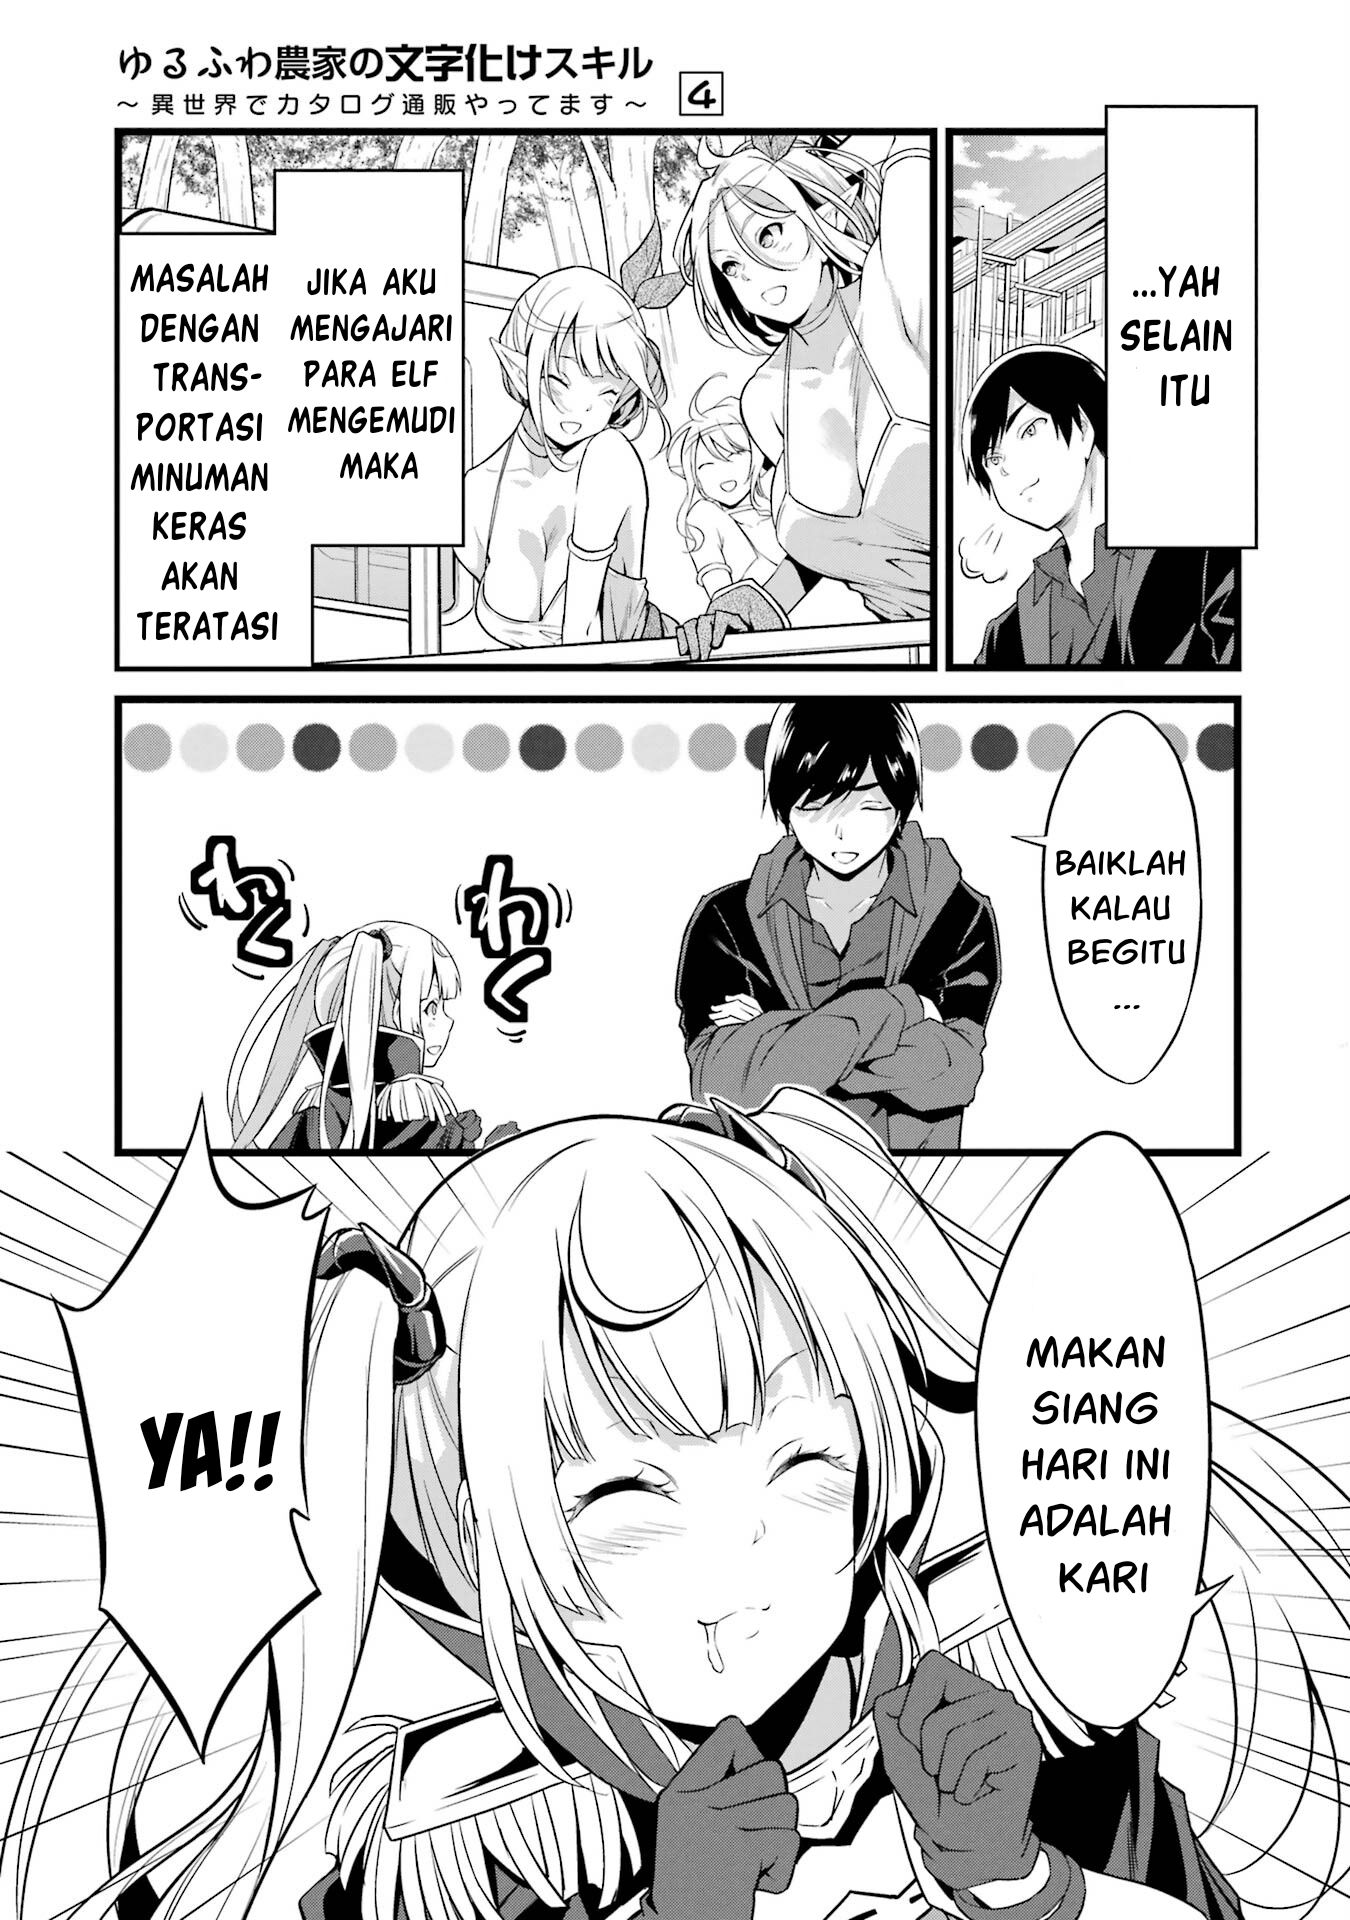 ゆるふわ農家の文字化けスキル
～異世界でカタログ通販やってます～ 4
...YAH
SELAIN
ITU
JIKA AKU
MENGAJARI
PARA ELF
MENGEMUDI
MAKA
MASALAH
DENGAN
TRANS-
PORTASI
MINUMAN
KERAS
AKAN
TERATASI
BAIKLAH
KALAU
BEGITU
...
わく
わく
MAKAN
SIANG
HARI INI
ADALAH
KARI
YA!!